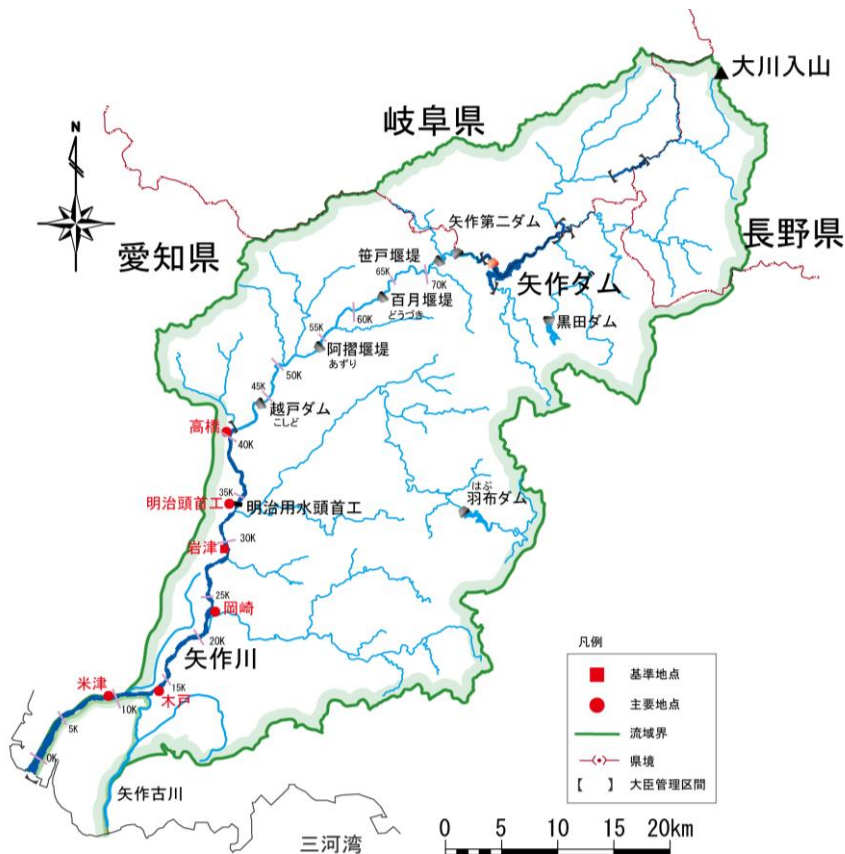 大川入山
岐阜県
N
矢作第二ダム
長野県
愛知県
笹戸堰堤
65K
70K
矢作ダム
百月堰堤
どうづき
60K
黒田ダム
55K
阿摺堰堤
あずり
50K
45K
越戸ダム
こしど
高橋
40K
35K
はぶ
羽布ダム
明治頭首工
明治用水頭首工
30K
岩津
25K
岡崎
20K
矢作川
凡例
基準地点
米津
15K
木戸
10K
主要地点
5K
流域界
0K
県境
[ ] 大臣管理区間
矢作古川
三河湾
0 5 10 15 20km